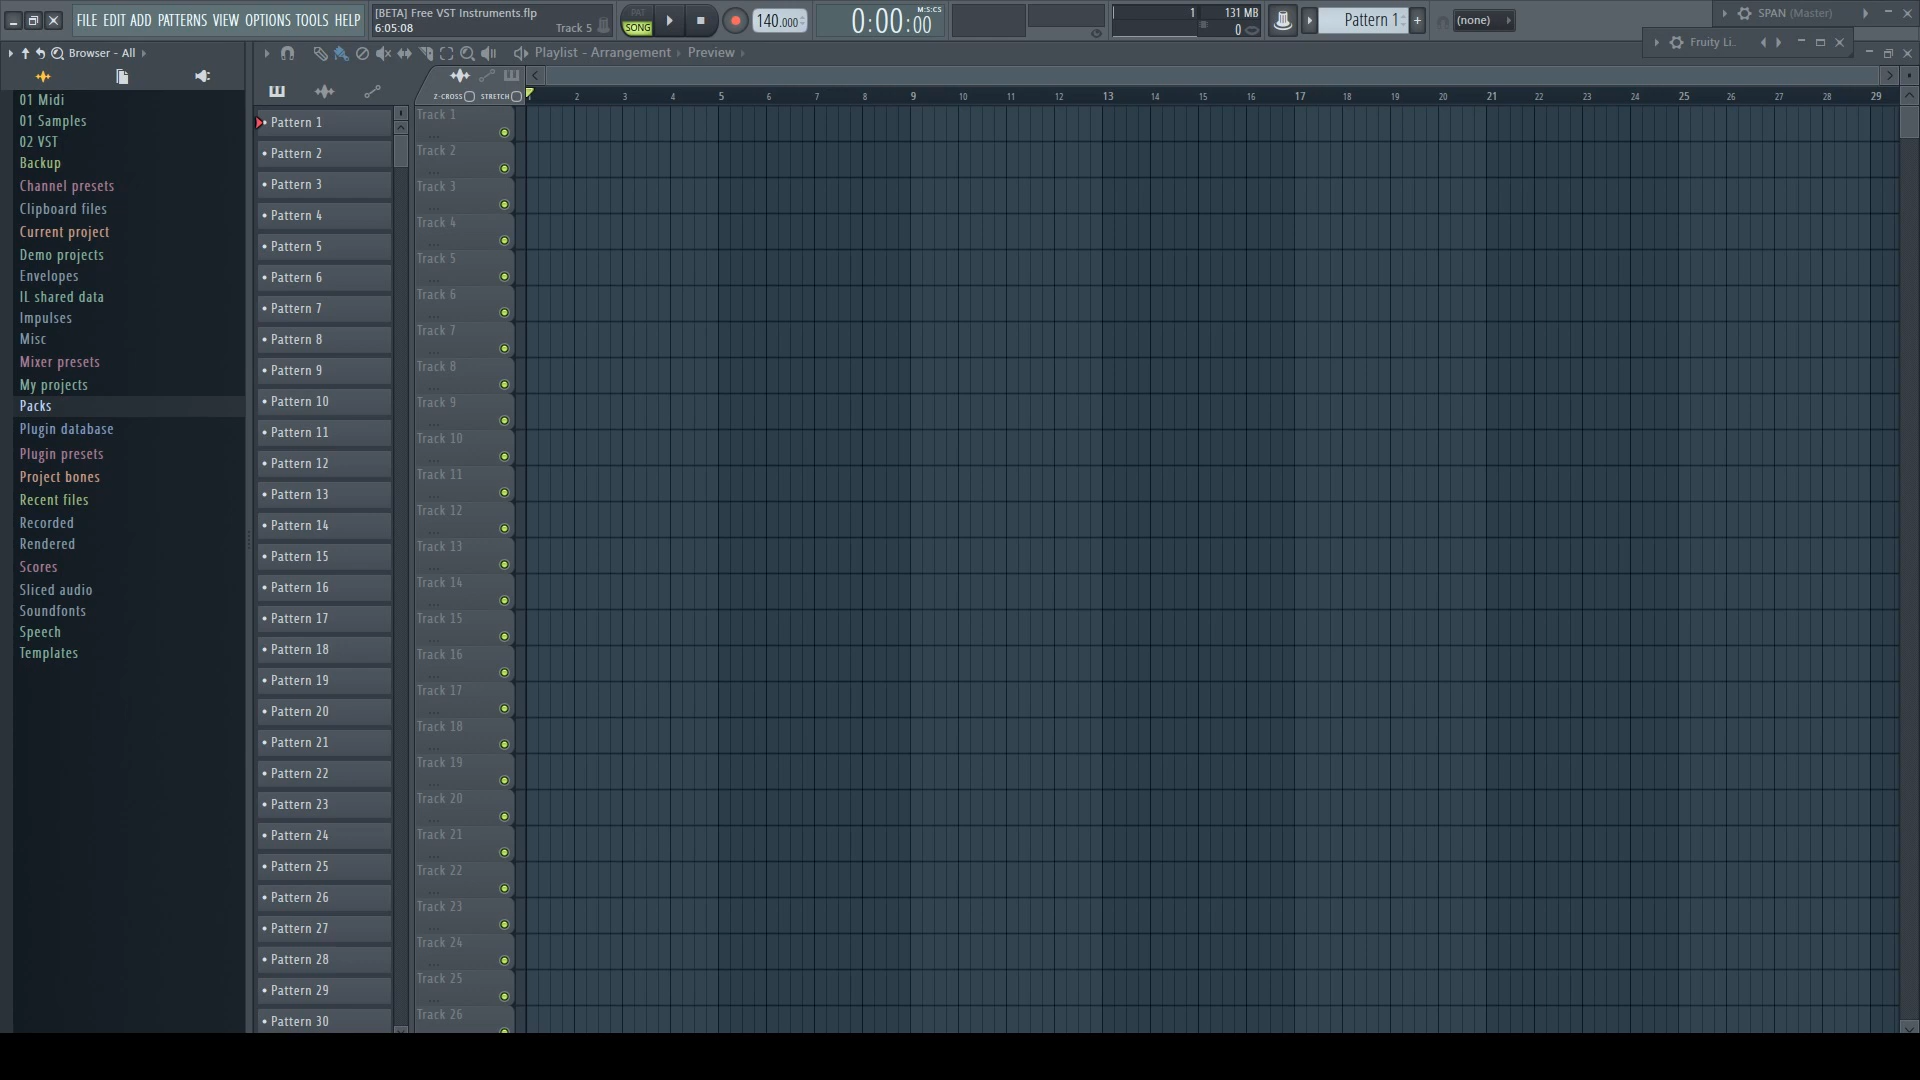 FILE EDIT ADD PATTERNS VIEW OPTIONS TOOLS HELP
[BETA] Free VST Instruments.flp
6:05:08
Track 5
PAT
SONG
140.000
M:S:CS
0:00:00
1
131 MB
0
Pattern 1
(none)
SPAN (Master)
Fruity Li..
Browser - All
Playlist - Arrangement
Preview
Z-CROSS
STRETCH
1
2
3
4
5
6
7
8
9
10
11
12
13
14
15
16
17
18
19
20
21
22
23
24
25
26
27
28
29
01 Midi
01 Samples
02 VST
Backup
Channel presets
Clipboard files
Current project
Demo projects
Envelopes
IL shared data
Impulses
Misc
Mixer presets
My projects
Packs
Plugin database
Plugin presets
Project bones
Recent files
Recorded
Rendered
Scores
Sliced audio
Soundfonts
Speech
Templates
Pattern 1
Pattern 2
Pattern 3
Pattern 4
Pattern 5
Pattern 6
Pattern 7
Pattern 8
Pattern 9
Pattern 10
Pattern 11
Pattern 12
Pattern 13
Pattern 14
Pattern 15
Pattern 16
Pattern 17
Pattern 18
Pattern 19
Pattern 20
Pattern 21
Pattern 22
Pattern 23
Pattern 24
Pattern 25
Pattern 26
Pattern 27
Pattern 28
Pattern 29
Pattern 30
Track 1
Track 2
Track 3
Track 4
Track 5
Track 6
Track 7
Track 8
Track 9
Track 10
Track 11
Track 12
Track 13
Track 14
Track 15
Track 16
Track 17
Track 18
Track 19
Track 20
Track 21
Track 22
Track 23
Track 24
Track 25
Track 26